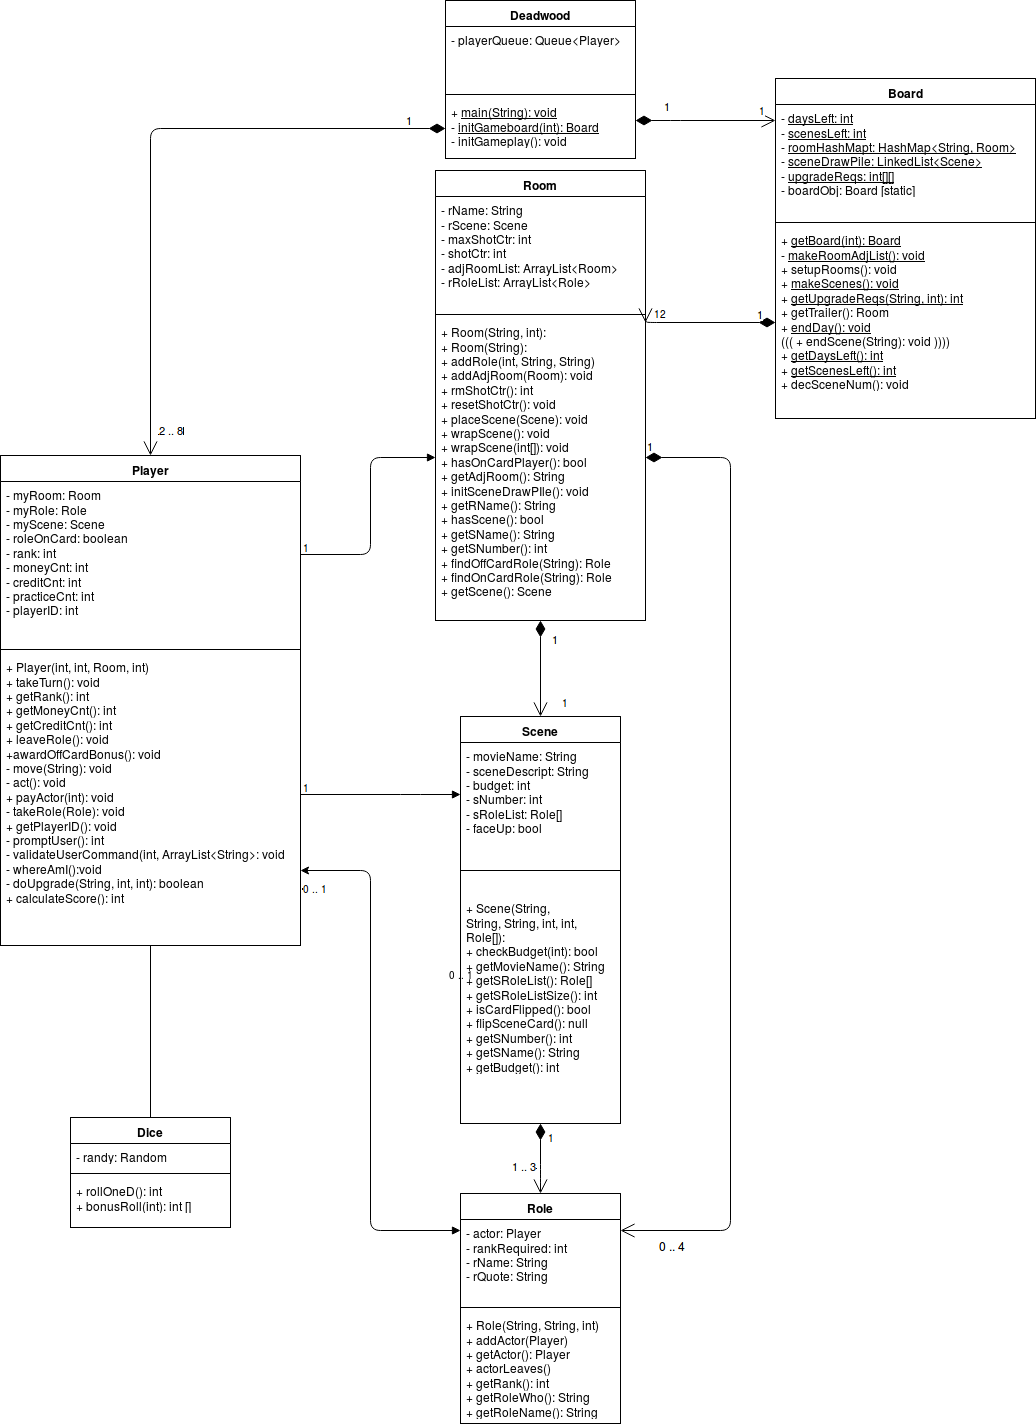 Deadwood
- playerQueue: Queue<Player>
+ main(String): void
- initGameboard(int): Board
- initGameplay(): void
1
1
1
2 .. 8
Board
- daysLeft: int
- scenesLeft: int
- roomHashMapt: HashMap<String, Room>
- sceneDrawPile: LinkedList<Scene>
- upgradeReqs: int[][]
- boardObj: Board [static]
+ getBoard(int): Board
- makeRoomAdjList(): void
+ setupRooms(): void
+ makeScenes(): void
+ getUpgradeReqs(String, int): int
+ getTrailer(): Room
+ endDay(): void
((( + endScene(String): void ))))
+ getDaysLeft(): int
+ getScenesLeft(): int
+ decSceneNum(): void
12
1
Room
- rName: String
- rScene: Scene
- maxShotCtr: int
- shotCtr: int
- adjRoomList: ArrayList<Room>
- rRoleList: ArrayList<Role>
+ Room(String, int):
+ Room(String):
+ addRole(int, String, String)
+ addAdjRoom(Room): void
+ rmShotCtr(): int
+ resetShotCtr(): void
+ placeScene(Scene): void
+ wrapScene(): void
+ wrapScene(int[]): void
+ hasOnCardPlayer(): bool
+ getAdjRoom(): String
+ initSceneDrawPIle(): void
+ getRName(): String
+ hasScene(): bool
+ getSName(): String
+ getSNumber(): int
+ findOffCardRole(String): Role
+ findOnCardRole(String): Role
+ getScene(): Scene
1
1
1
Player
- myRoom: Room
- myRole: Role
- myScene: Scene
- roleOnCard: boolean
- rank: int
- moneyCnt: int
- creditCnt: int
- practiceCnt: int
- playerID: int
+ Player(int, int, Room, int)
+ takeTurn(): void
+ getRank(): int
+ getMoneyCnt(): int
+ getCreditCnt(): int
+ leaveRole(): void
+awardOffCardBonus(): void
- move(String): void
- act(): void
+ payActor(int): void
- takeRole(Role): void
+ getPlayerID(): void
- promptUser(): int
- validateUserCommand(int, ArrayList<String>: void
- whereAmI():void
- doUpgrade(String, int, int): boolean
+ calculateScore(): int
1
1
0 .. 1
Scene
- movieName: String
- sceneDescript: String
- budget: int
- sNumber: int
- sRoleList: Role[]
- faceUp: bool
+ Scene(String,
String, String, int, int,
Role[]):
+ checkBudget(int): bool
+ getMovieName(): String
+ getSRoleList(): Role[]
+ getSRoleListSize(): int
+ isCardFlipped(): bool
+ flipSceneCard(): null
+ getSNumber(): int
+ getSName(): String
+ getBudget(): int
0 .. 1
1
1 .. 3
Dice
- randy: Random
+ rollOneD(): int
+ bonusRoll(int): int []
Role
- actor: Player
- rankRequired: int
- rName: String
- rQuote: String
+ Role(String, String, int)
+ addActor(Player)
+ getActor(): Player
+ actorLeaves()
+ getRank(): int
+ getRoleWho(): String
+ getRoleName(): String
0 .. 4